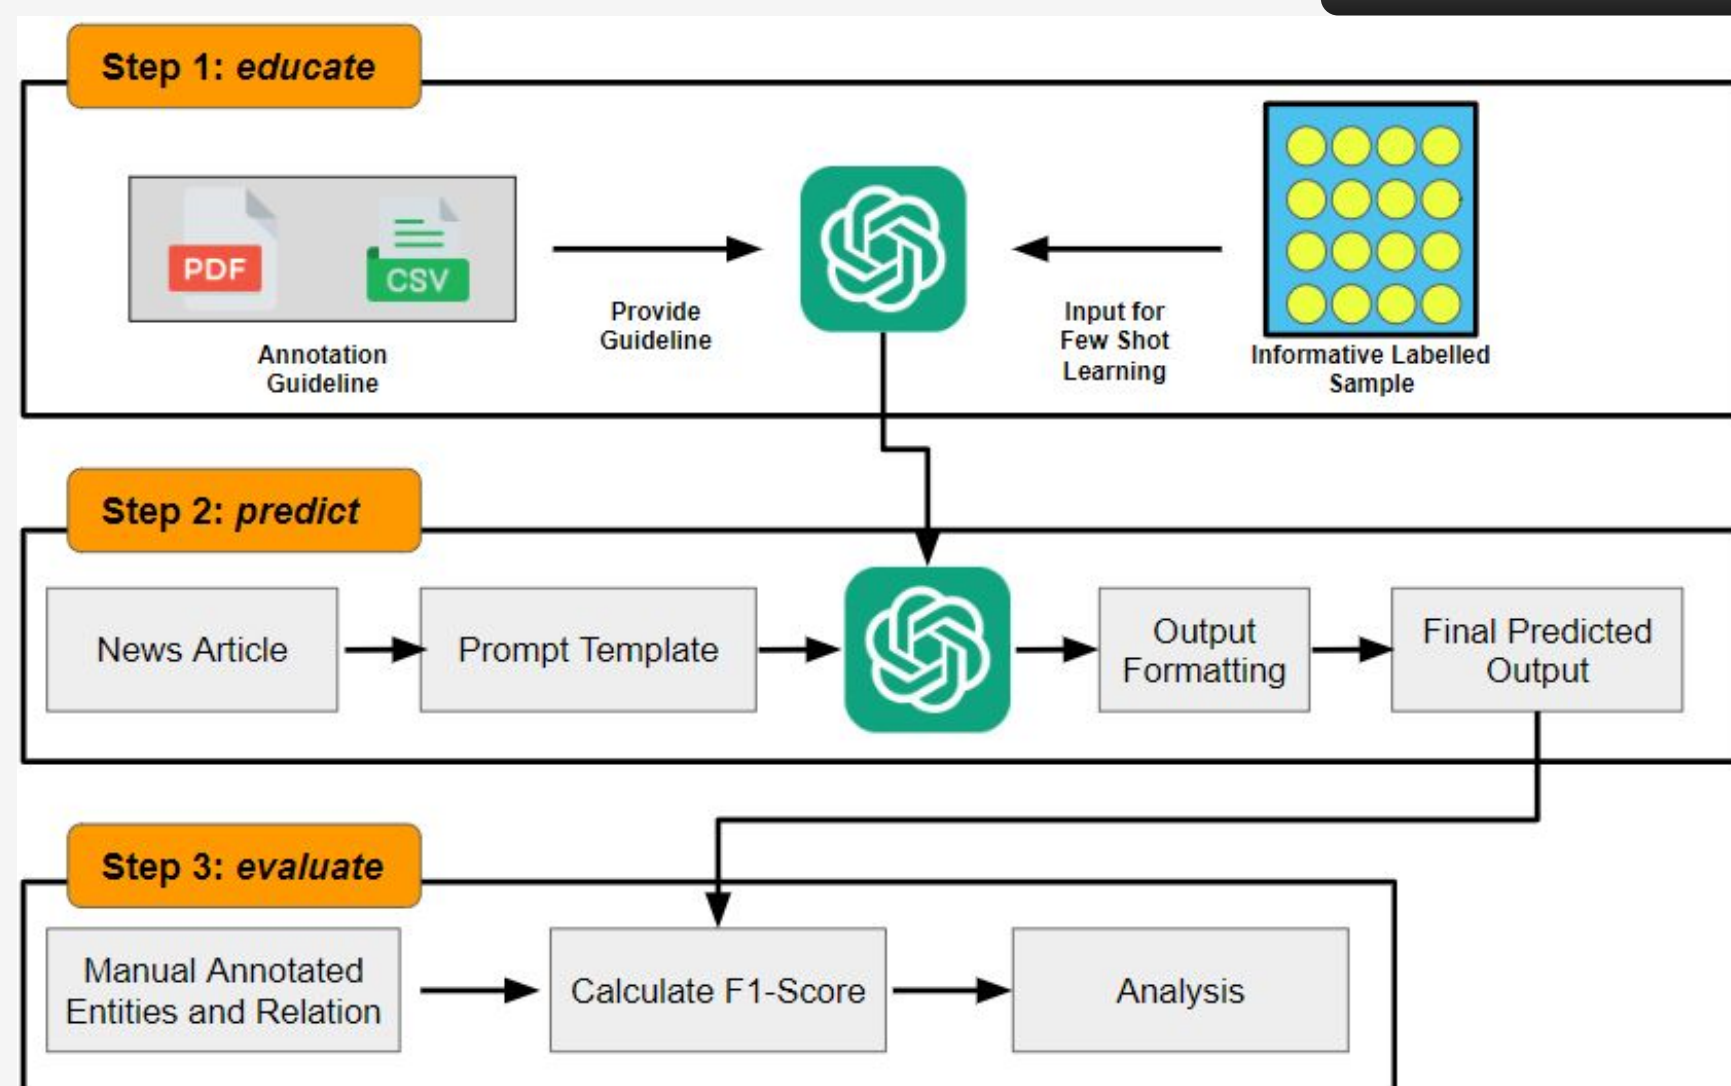 Step 1: educate
PDF
CSV
Annotation
Guideline
Provide
Guideline
Input for
Few Shot
Learning
Informative Labelled
Sample
Step 2: predict
News Article
Prompt Template
Output
Formatting
Final Predicted
Output
Step 3: evaluate
Manual Annotated
Entities and Relation
Calculate F1-Score
Analysis